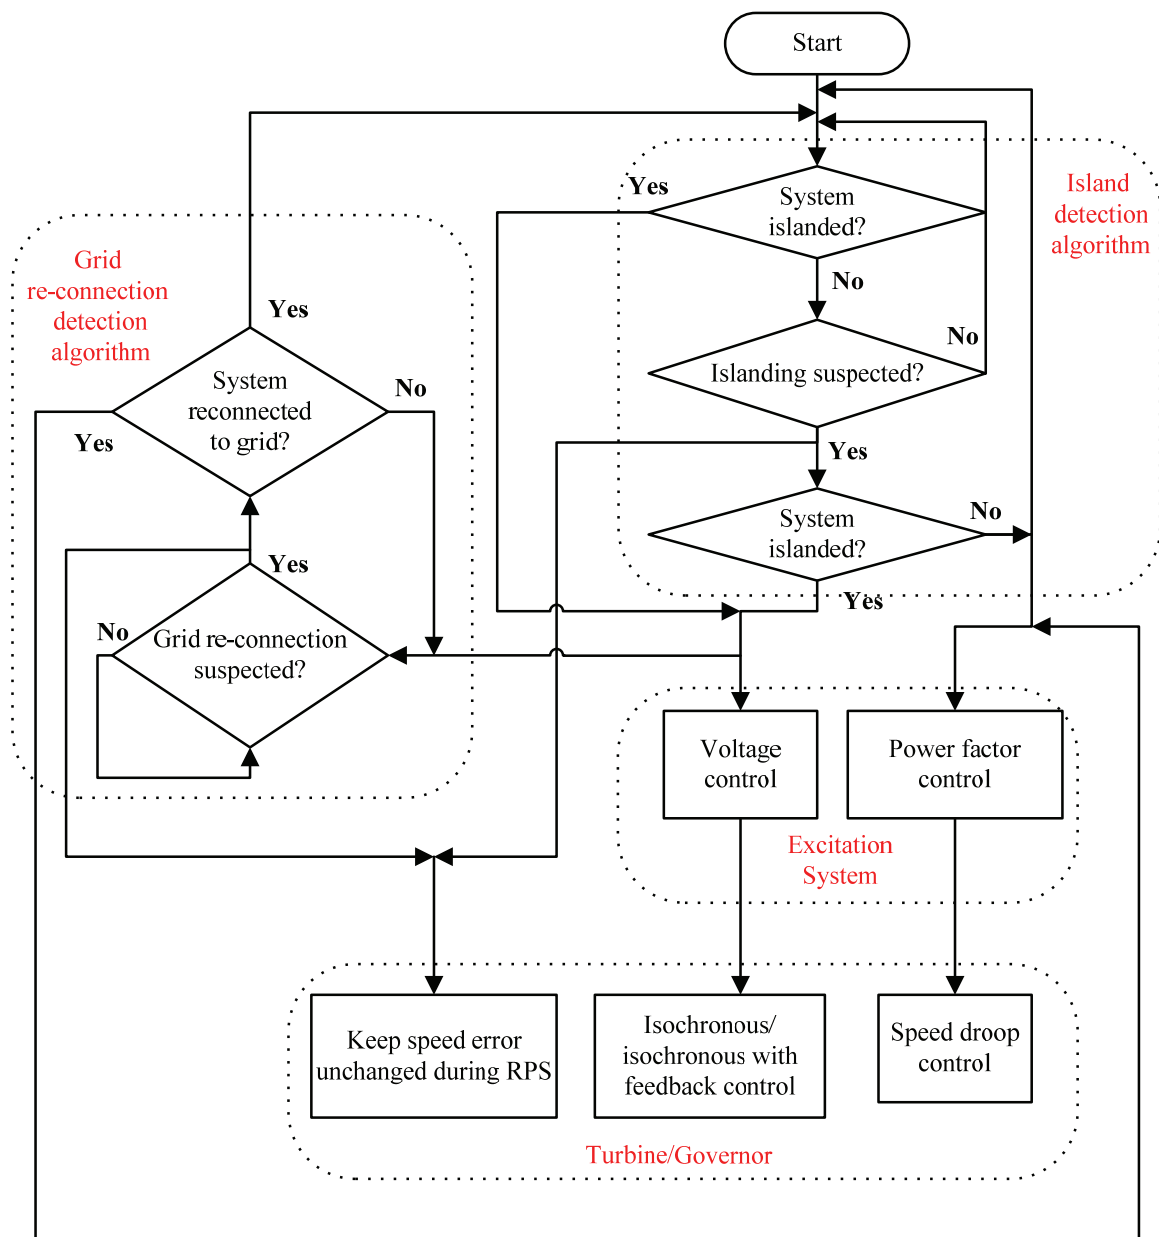 Start
Yes
System
islanded?
Island
detection
algorithm
No
Islanding suspected?
No
Yes
System
islanded?
No
Yes
Grid
re-connection
detection
algorithm
Yes
System
reconnected
to grid?
No
Yes
Yes
No
Grid re-connection
suspected?
Voltage
control
Power factor
control
Excitation
System
Keep speed error
unchanged during RPS
Isochronous/
isochronous with
feedback control
Speed droop
control
Turbine/Governor